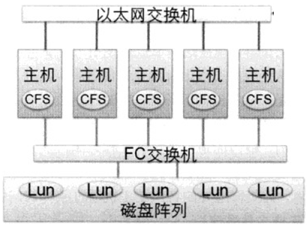 以太网交换机
主机 主机 主机 主机 主机
CFS CFS CFS CFS CFS
FC交换机
Lun Lun Lun Lun Lun
磁盘阵列